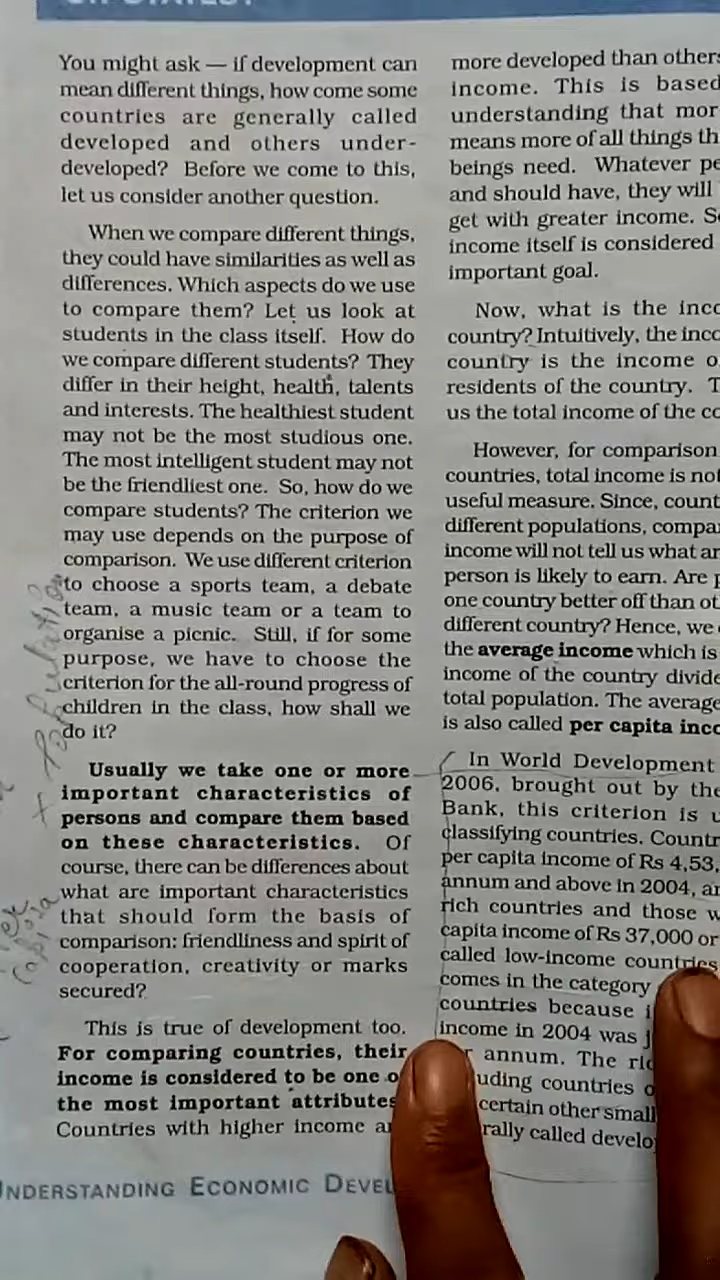 You might ask — if development can
mean different things, how come some
countries are generally called
developed and others under-
developed? Before we come to this,
let us consider another question.
When we compare different things,
they could have similarities as well as
differences. Which aspects do we use
to compare them? Let us look at
students in the class itself. How do
we compare different students? They
differ in their height, health, talents
and interests. The healthiest student
may not be the most studious one.
The most intelligent student may not
be the friendliest one. So, how do we
compare students? The criterion we
may use depends on the purpose of
comparison. We use different criterion
to choose a sports team, a debate
team, a music team or a team to
organise a picnic. Still, if for some
purpose, we have to choose the
criterion for the all-round progress of
children in the class, how shall we
do it?
Usually we take one or more
important characteristics of
persons and compare them based
on these characteristics. Of
course, there can be differences about
what are important characteristics
that should form the basis of
comparison: friendliness and spirit of
cooperation, creativity or marks
secured?
This is true of development too.
For comparing countries, their
income is considered to be one o
the most important attributes
Countries with higher income
more developed than others
income. This is based
understanding that mor
means more of all things th
beings need. Whatever pe
and should have, they will
get with greater income. S
income itself is considered
important goal.
Now, what is the inco
country? Intuitively, the inco
country is the income o
residents of the country. T
us the total income of the co
However, for comparison
countries, total income is not
useful measure. Since, count
different populations, compa
income will not tell us what an
person is likely to earn. Are p
one country better off than ot
different country? Hence, we
the average income which is
income of the country divide
total population. The average
is also called per capita inco
In World Development
2006, brought out by the
Bank, this criterion is u
classifying countries. Countr
per capita income of Rs 4,53,
annum and above in 2004, ar
rich countries and those w
capita income of Rs 37,000 or
called low-income countries
comes in the category
countries because i
income in 2004 was j
annum. The ric
uding countries o
certain other small
rally called develo
UNDERSTANDING ECONOMIC DEVEL